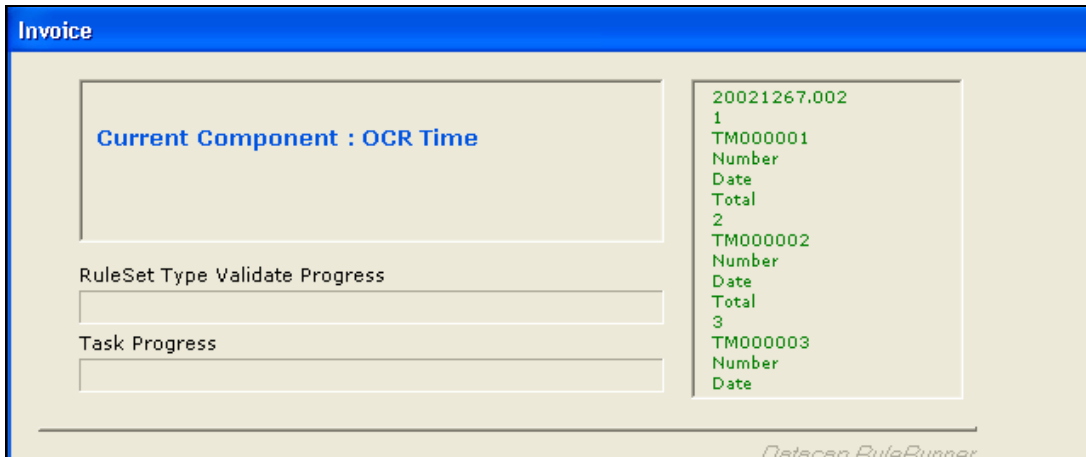 Invoice
Current Component : OCR Time
RuleSet Type Validate Progress
Task Progress
20021267.002
1
TM000001
Number
Date
Total
2
TM000002
Number
Date
Total
3
TM000003
Number
Date
Datacap RuleRunner